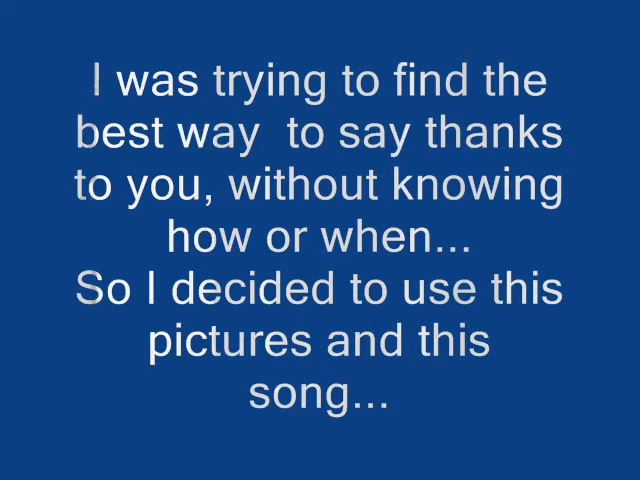 I was trying to find the
best way  to say thanks
to you, without knowing
how or when...
So I decided to use this
pictures and this
song...